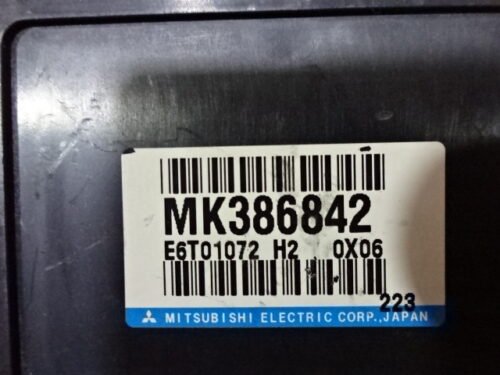 MK386842
E6T01072 H2 0X06
223
MITSUBISHI ELECTRIC CORP., JAPAN